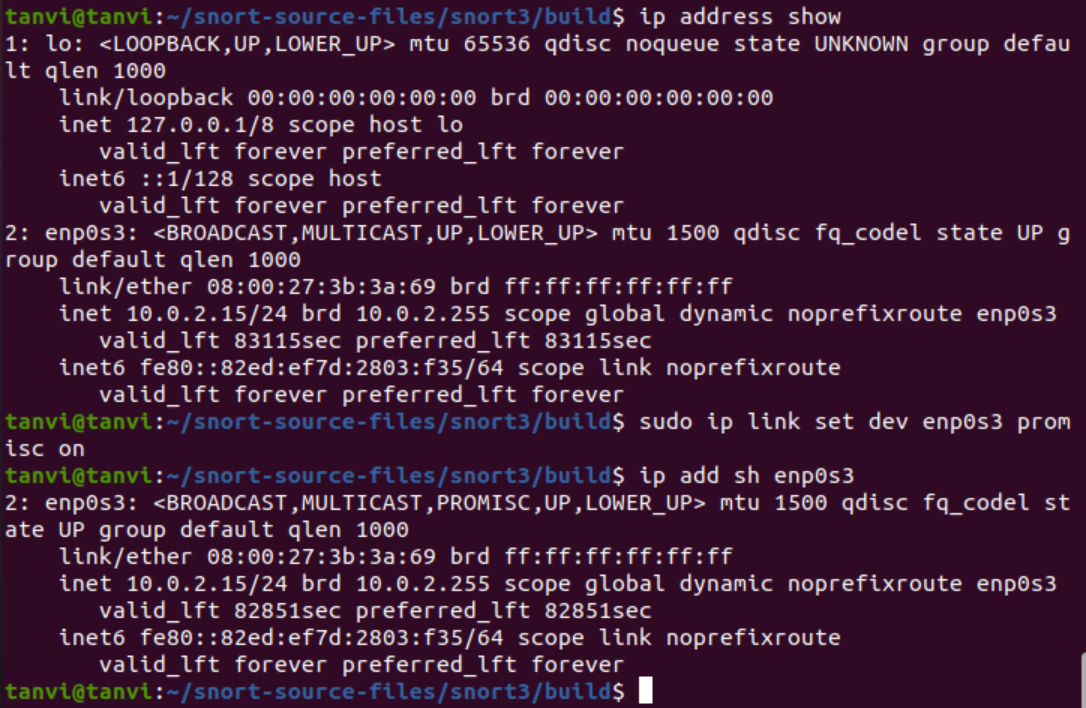 tanvi@tanvi:~/snort-source-files/snort3/build$ ip address show
1: lo: <LOOPBACK,UP,LOWER_UP> mtu 65536 qdisc noqueue state UNKNOWN group defau
lt qlen 1000
    link/loopback 00:00:00:00:00:00 brd 00:00:00:00:00:00
    inet 127.0.0.1/8 scope host lo
       valid_lft forever preferred_lft forever
    inet6 ::1/128 scope host
       valid_lft forever preferred_lft forever
2: enp0s3: <BROADCAST,MULTICAST,UP,LOWER_UP> mtu 1500 qdisc fq_codel state UP g
roup default qlen 1000
    link/ether 08:00:27:3b:3a:69 brd ff:ff:ff:ff:ff:ff
    inet 10.0.2.15/24 brd 10.0.2.255 scope global dynamic noprefixroute enp0s3
       valid_lft 83115sec preferred_lft 83115sec
    inet6 fe80::82ed:ef7d:2803:f35/64 scope link noprefixroute
       valid_lft forever preferred_lft forever
tanvi@tanvi:~/snort-source-files/snort3/build$ sudo ip link set dev enp0s3 prom
isc on
tanvi@tanvi:~/snort-source-files/snort3/build$ ip add sh enp0s3
2: enp0s3: <BROADCAST,MULTICAST,PROMISC,UP,LOWER_UP> mtu 1500 qdisc fq_codel st
ate UP group default qlen 1000
    link/ether 08:00:27:3b:3a:69 brd ff:ff:ff:ff:ff:ff
    inet 10.0.2.15/24 brd 10.0.2.255 scope global dynamic noprefixroute enp0s3
       valid_lft 82851sec preferred_lft 82851sec
    inet6 fe80::82ed:ef7d:2803:f35/64 scope link noprefixroute
       valid_lft forever preferred_lft forever
tanvi@tanvi:~/snort-source-files/snort3/build$